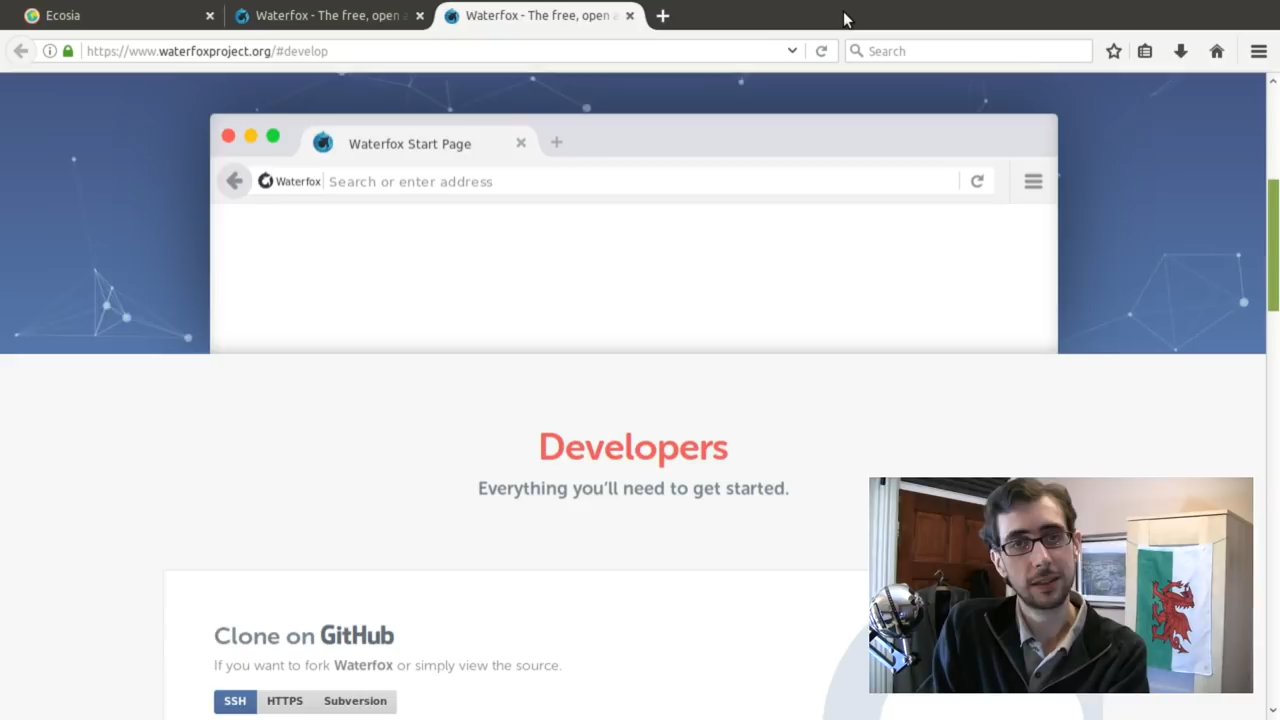 Ecosia
Waterfox - The free, open a
Waterfox - The free, open a
https://www.waterfoxproject.org/#develop
Search
Waterfox Start Page
Waterfox
Search or enter address
Developers
Everything you'll need to get started.
Clone on GitHub
If you want to fork Waterfox or simply view the source.
SSH HTTPS Subversion